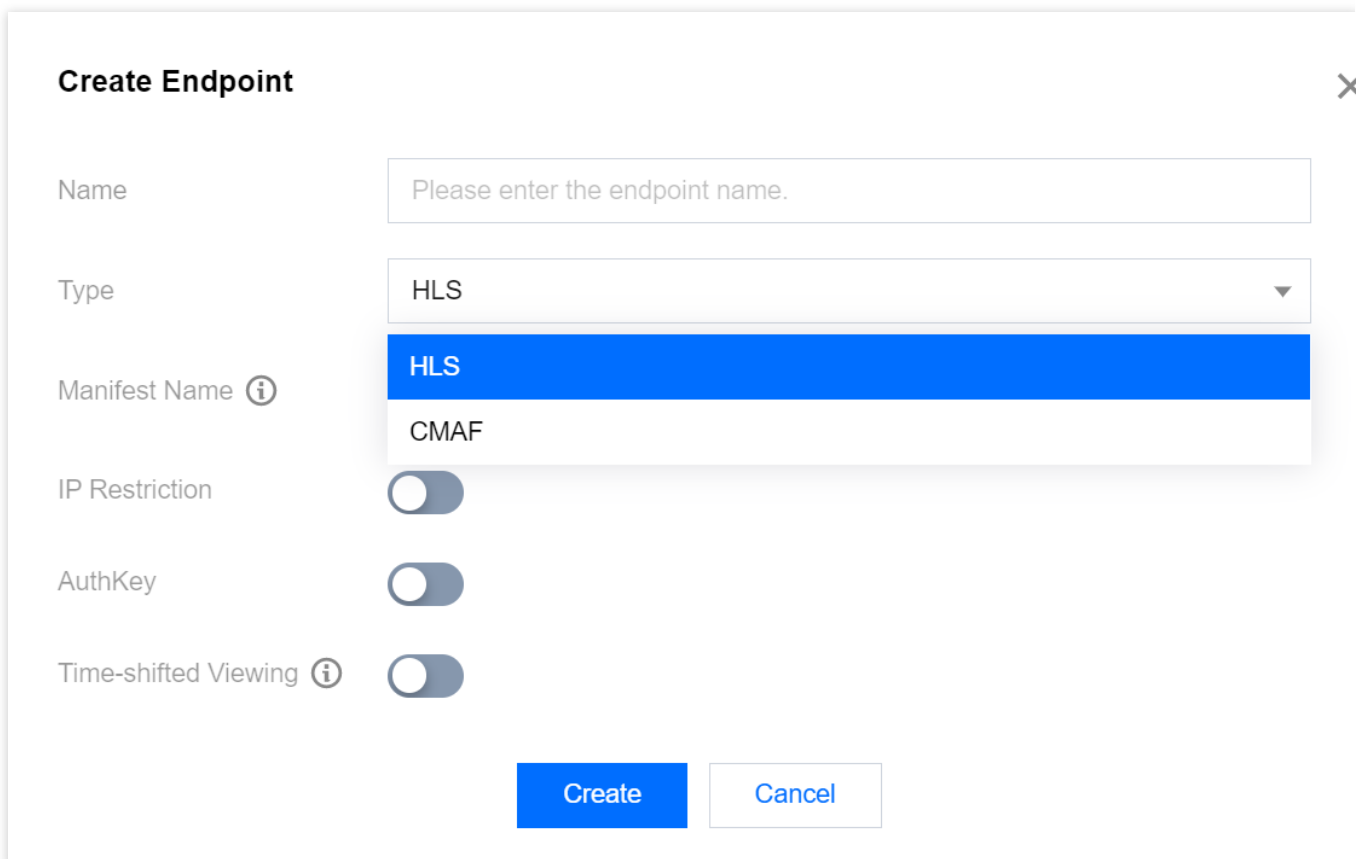 Create Endpoint
Name
Please enter the endpoint name.
Type
HLS
HLS
Manifest Name
CMAF
IP Restriction
AuthKey
Time-shifted Viewing
Create
Cancel